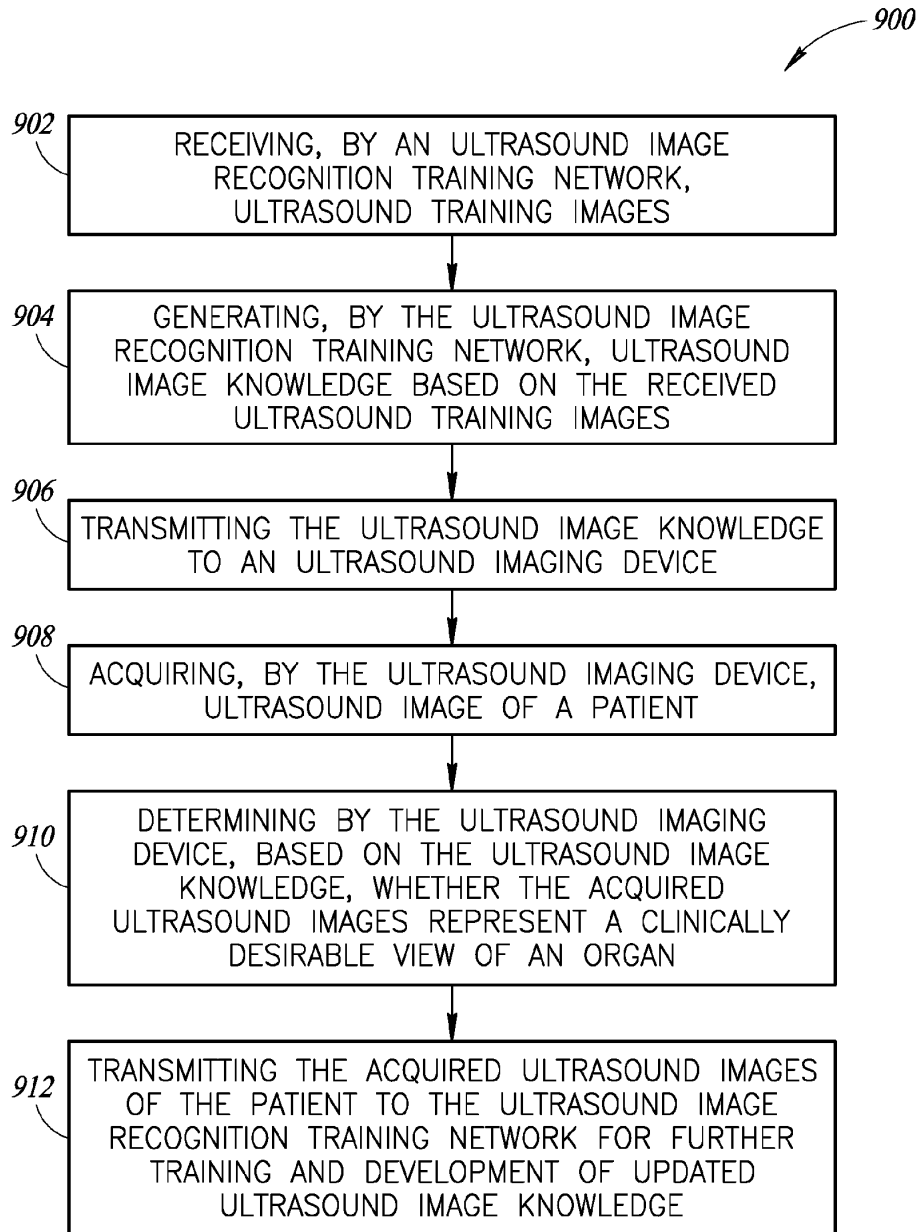 900
902
RECEIVING, BY AN ULTRASOUND IMAGE
RECOGNITION TRAINING NETWORK,
ULTRASOUND TRAINING IMAGES
904
GENERATING, BY THE ULTRASOUND IMAGE
RECOGNITION TRAINING NETWORK, ULTRASOUND
IMAGE KNOWLEDGE BASED ON THE RECEIVED
ULTRASOUND TRAINING IMAGES
906
TRANSMITTING THE ULTRASOUND IMAGE KNOWLEDGE
TO AN ULTRASOUND IMAGING DEVICE
908
ACQUIRING, BY THE ULTRASOUND IMAGING DEVICE,
ULTRASOUND IMAGE OF A PATIENT
910
DETERMINING BY THE ULTRASOUND IMAGING
DEVICE, BASED ON THE ULTRASOUND IMAGE
KNOWLEDGE, WHETHER THE ACQUIRED
ULTRASOUND IMAGES REPRESENT A CLINICALLY
DESIRABLE VIEW OF AN ORGAN
912
TRANSMITTING THE ACQUIRED ULTRASOUND IMAGES
OF THE PATIENT TO THE ULTRASOUND IMAGE
RECOGNITION TRAINING NETWORK FOR FURTHER
TRAINING AND DEVELOPMENT OF UPDATED
ULTRASOUND IMAGE KNOWLEDGE